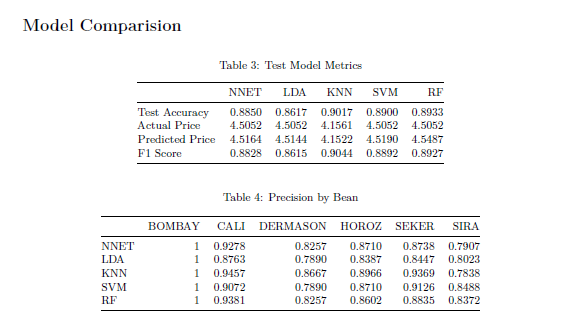 Model Comparision
Table 3: Test Model Metrics
NNET LDA KNN SVM RF
Test Accuracy 0.8850 0.8617 0.9017 0.8900 0.8933
Actual Price 4.5052 4.5052 4.1561 4.5052 4.5052
Predicted Price 4.5164 4.5144 4.1522 4.5190 4.5487
F1 Score 0.8828 0.8615 0.9044 0.8892 0.8927
Table 4: Precision by Bean
BOMBAY CALI DERMASON HOROZ SEKER SIRA
NNET 1 0.9278 0.8257 0.8710 0.8738 0.7907
LDA 1 0.8763 0.7890 0.8387 0.8447 0.8023
KNN 1 0.9457 0.8667 0.8966 0.9369 0.7838
SVM 1 0.9072 0.7890 0.8710 0.9126 0.8488
RF 1 0.9381 0.8257 0.8602 0.8835 0.8372